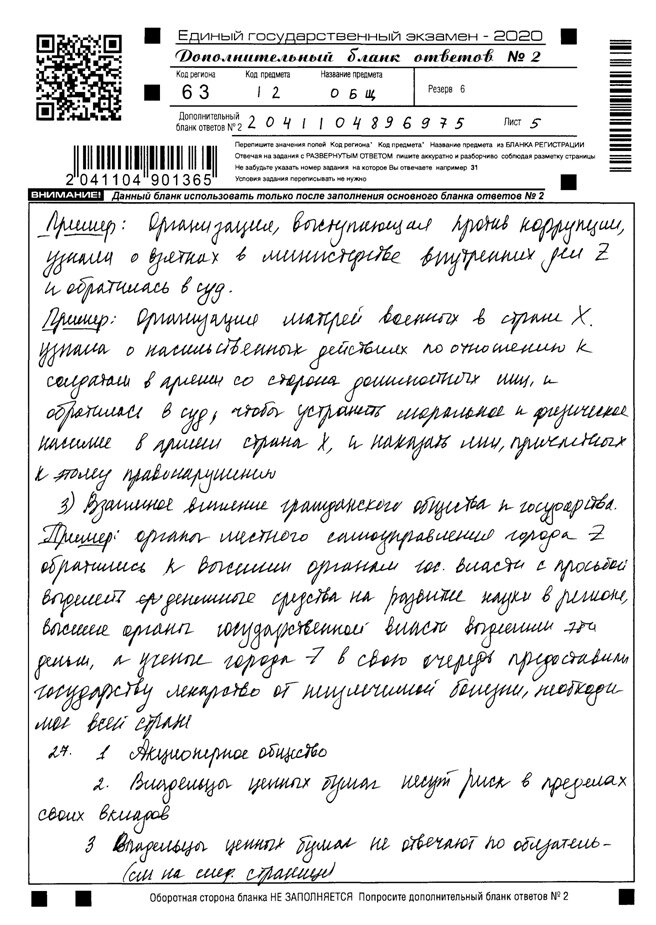 Единый государственный экзамен - 2020
Дополнительный бланк ответов № 2
Код региона Код предмета Название предмета
63 12 ОБЩ
Резерв 6
Дополнительный
бланк ответов № 2 2041104896975 Лист 5
Перепишите значения полей Код региона" Код предмета" Название предмета из БЛАНКА РЕГИСТРАЦИИ
Отвечая на задания с РАЗВЕРНУТЫМ ОТВЕТОМ пишите аккуратно и разборчиво соблюдая разметку страницы
Не забудьте указать номер задания на которое Вы отвечаете например 31
Условия задания переписывать не нужно
2041104901365
ВНИМАНИЕ! Данный бланк использовать только после заполнения основного бланка ответов № 2
Пример: Организация, выступающая против коррупции,
узнала о взятках в министерстве внутренних дел Z
и обратилась в суд.
Пример: Организация матерей военных в стране X.
узнала о насильственных действиях по отношению к
солдатам в армии со сторона должностных лиц, и
обратилась в суд, чтобы устранить моральное и физическое
насилие в армии страна X, и наказать лиц, причастных
к этому правонарушению
3) Взаимное влияние гражданского общества и государства.
Пример: органы местного самоуправления города Z
обратились к высшим органам гос. власти с просьбой
выделить денежные средства на развитие науки в регионе,
высшие органы государственной власти выделили эти
деньги, а ученые города Z в свою очередь предоставили
государству лекарство от неизлечимой болезни, необходи
мое всей стране
27. 1 Акционерное общество
2. Владельцы ценных бумаг несут риск в пределах
своих вкладов
3 Владельцы ценных бумаг не отвечают по обязатель-
(см на след. странице)
Оборотная сторона бланка НЕ ЗАПОЛНЯЕТСЯ Попросите дополнительный бланк ответов № 2